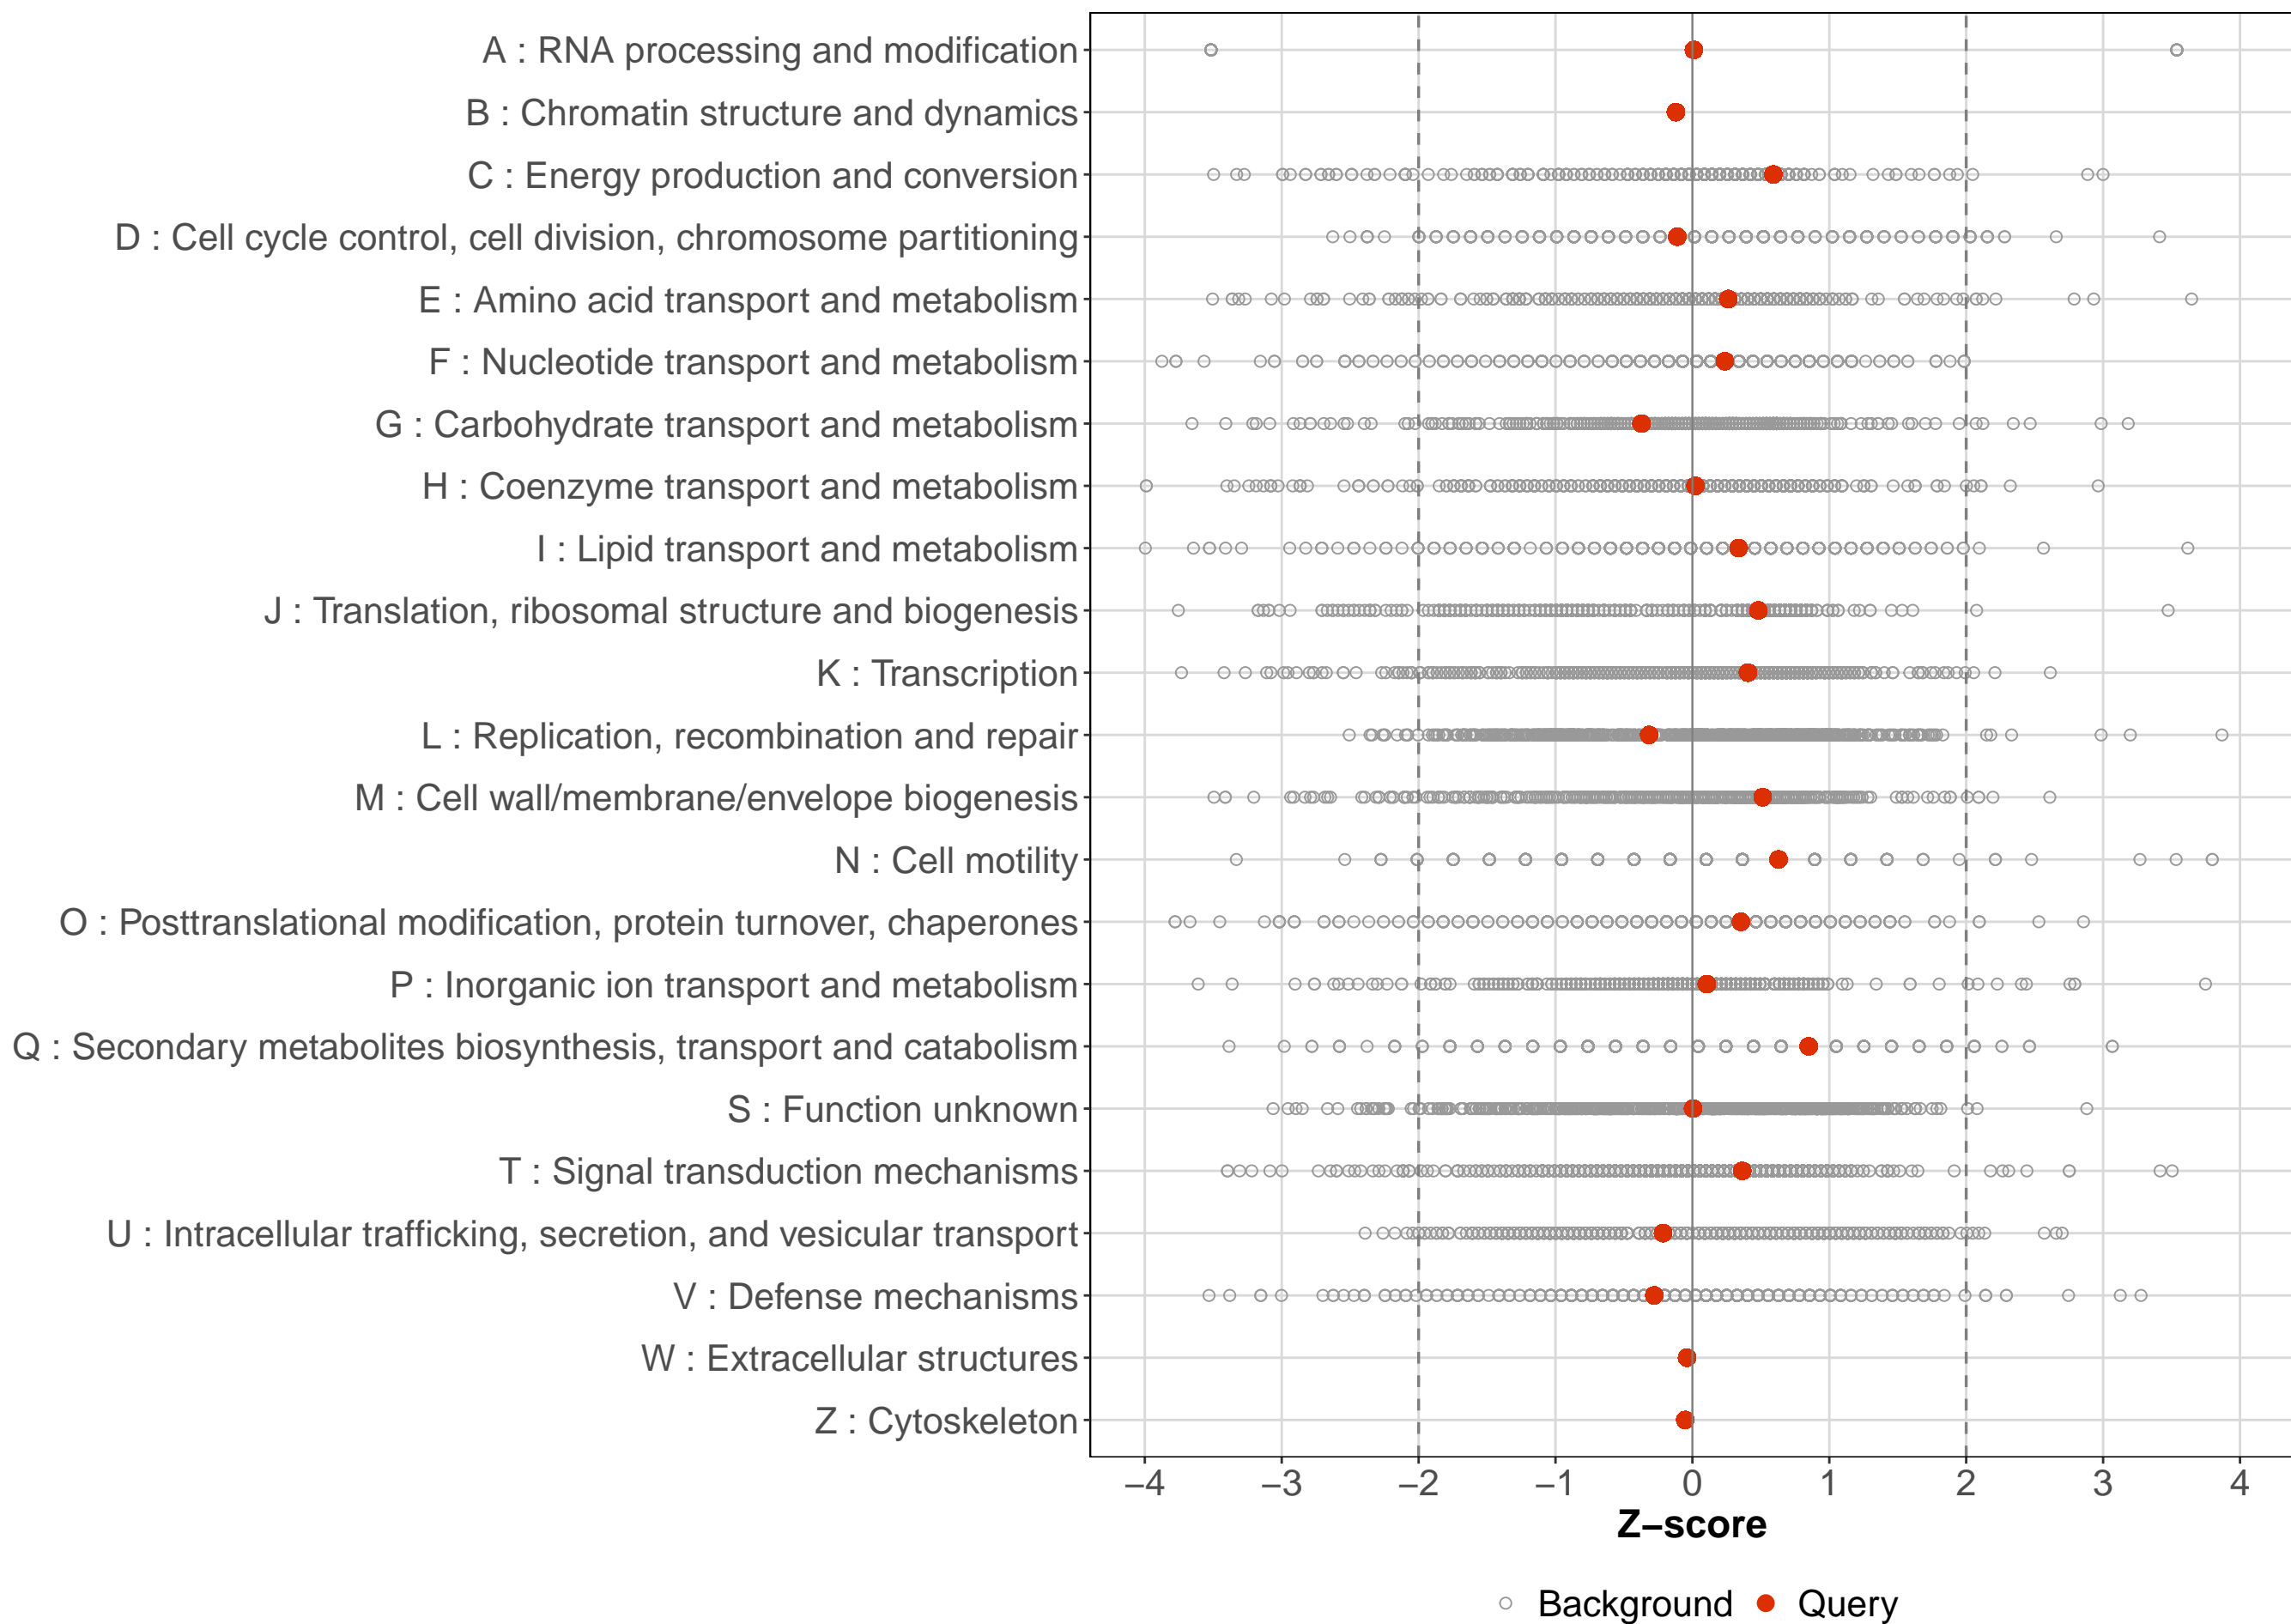 A : RNA processing and modification
B : Chromatin structure and dynamics
C : Energy production and conversion
D : Cell cycle control, cell division, chromosome partitioning
E : Amino acid transport and metabolism
F : Nucleotide transport and metabolism
G : Carbohydrate transport and metabolism
H : Coenzyme transport and metabolism
I : Lipid transport and metabolism
J : Translation, ribosomal structure and biogenesis
K : Transcription
L : Replication, recombination and repair
M : Cell wall/membrane/envelope biogenesis
N : Cell motility
O : Posttranslational modification, protein turnover, chaperones
P : Inorganic ion transport and metabolism
Q : Secondary metabolites biosynthesis, transport and catabolism
S : Function unknown
T : Signal transduction mechanisms
U : Intracellular trafficking, secretion, and vesicular transport
V : Defense mechanisms
W : Extracellular structures
Z : Cytoskeleton
−4 −3 −2 −1 0 1 2 3 4
Z−score
Background Query